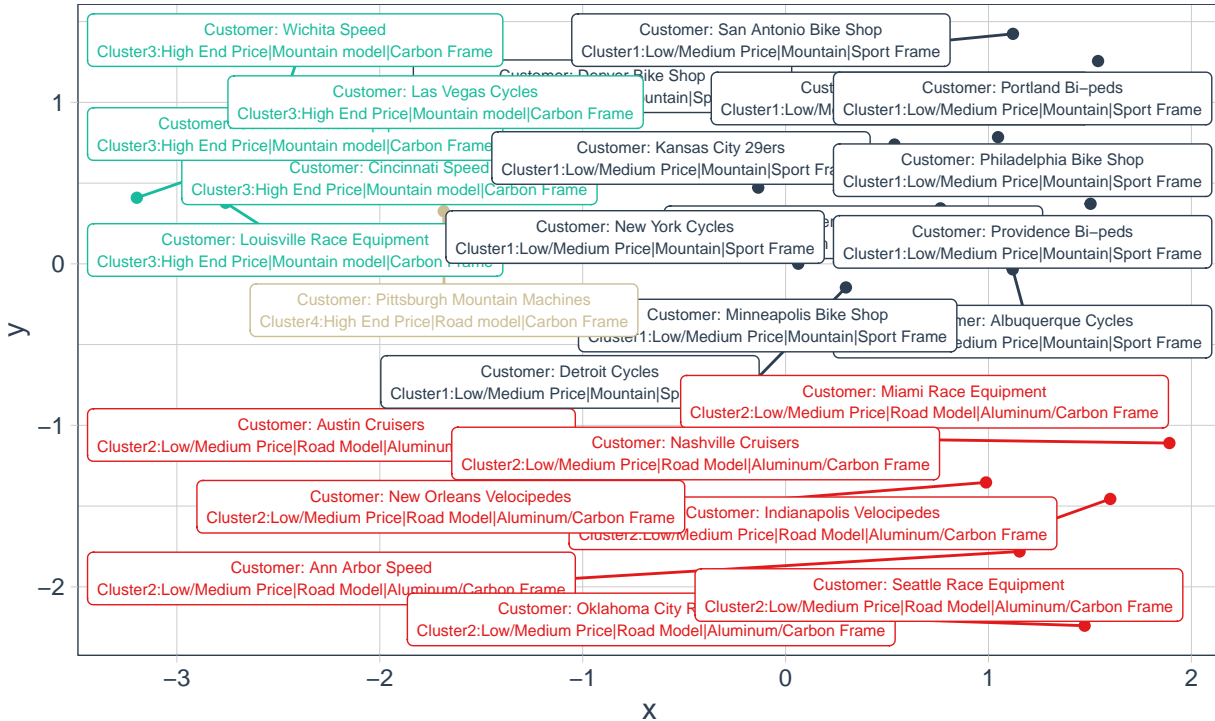 Customer: Wichita Speed
Cluster3:High End Price|Mountain model|Carbon Frame
Customer: San Antonio Bike Shop
Cluster1:Low/Medium Price|Mountain|Sport Frame
Customer: Denver Bike Shop
Customer: Las Vegas Cycles
Cluster3:High End Price|Mountain model|Carbon Frame
Customer: Portland Bi−peds
Cluster1:Low/Medium Price|Mountain|Sport Frame
Cluster3:High End Price|Mountain model|Carbon
Customer: Kansas City 29ers
Cluster1:Low/Medium Price|Mountain|Sport
Customer: Philadelphia Bike Shop
Cluster1:Low/Medium Price|Mountain|Sport Frame
Customer: Cincinnati Speed
Cluster3:High End Price|Mountain model|Carbon Frame
Customer: Louisville Race Equipment
Cluster3:High End Price|Mountain model|Carbon Frame
Customer: New York Cycles
Cluster1:Low/Medium Price|Mountain|Sport Frame
Customer: Providence Bi−peds
Cluster1:Low/Medium Price|Mountain|Sport Frame
Customer: Pittsburgh Mountain Machines
Cluster4:High End Price|Road model|Carbon Frame
Customer: Minneapolis Bike Shop
Cluster1:Low/Medium Price|Mountain|Sport Frame
Albuquerque Cycles
Price|Mountain|Sport Frame
Customer: Detroit Cycles
Cluster1:Low/Medium Price|Mountain|
Customer: Miami Race Equipment
Cluster2:Low/Medium Price|Road Model|Aluminum/Carbon Frame
Customer: Austin Cruisers
Cluster2:Low/Medium Price|Road Model|Aluminum
Customer: Nashville Cruisers
Cluster2:Low/Medium Price|Road Model|Aluminum/Carbon Frame
Customer: New Orleans Velocipedes
Cluster2:Low/Medium Price|Road Model|Aluminum/Carbon Frame
Customer: Indianapolis Velocipedes
Cluster2:Low/Medium Price|Road Model|Aluminum/Carbon Frame
Customer: Ann Arbor Speed
Cluster2:Low/Medium Price|Road Model|Aluminum/Carbon Frame
Customer: Seattle Race Equipment
Cluster2:Low/Medium Price|Road Model|Aluminum/Carbon Frame
Customer: Oklahoma City
Cluster2:Low/Medium Price|Road Model|Aluminum/Carbon Frame
1
0
−1
−2
y
−3 −2 −1 0 1 2
x